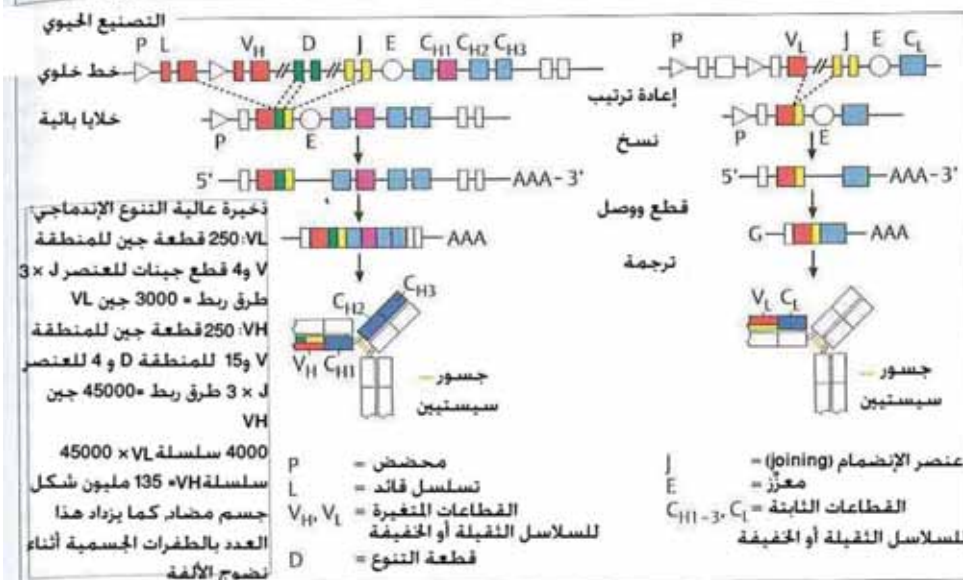 التصنيع الحيوي
P L V_H D J E C_H1 C_H2 C_H3
خط خلوي
خلايا بائية
P E
5' AAA-3'
AAA
C_H2 C_H3
V_H C_H1
جسور
سيستيين
P V_L J E C_L
إعادة ترتيب
P E
نسخ
5' AAA-3'
قطع ووصل
G AAA
ترجمة
V_L C_L
جسور
سيستيين
ذخيرة عالية التنوع الإندماجي:
VL: 250 قطعة جين للمنطقة
V و4 قطع جينات للعنصر J × 3
طرق ربط = 3000 جين VL
VH: 250 قطعة جين للمنطقة
V و15 للمنطقة D و 4 للعنصر
J × 3 طرق ربط =45000 جين
VH
4000 سلسلة VL × 45000
سلسلة VH= 135 مليون شكل
جسم مضاد، كما يزداد هذا
العدد بالطفرات الجسمية أثناء
نضوج الألفة
P = محضض
L = تسلسل قائد
V_H, V_L = القطاعات المتغيرة
للسلاسل الثقيلة أو الخفيفة
D = قطعة التنوع
J = عنصر الإنضمام (joining)
E = معزّز
C_H1-3, C_L = القطاعات الثابتة
للسلاسل الثقيلة أو الخفيفة